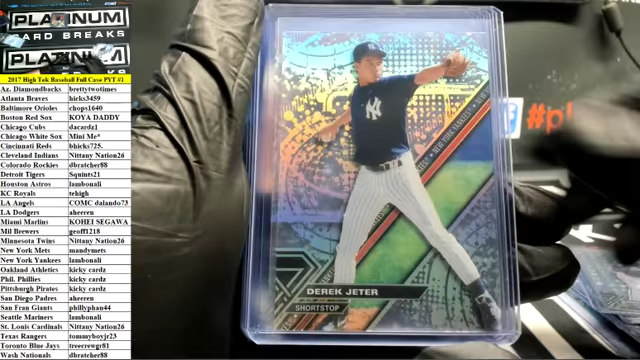 PLATINUM
CARD BREAKS
PLATINUM
CARD BREAKS
2017 High Tek Baseball Full Case PYT #1
Az. Diamondbacks brettytwotimes
Atlanta Braves hicks3459
Baltimore Orioles chops1640
Boston Red Sox KOYA DADDY
Chicago Cubs dacardz1
Chicago White Sox Mini Me*
Cincinnati Reds bhicks725.
Cleveland Indians Nittany Nation26
Colorado Rockies dbratcher88
Detroit Tigers Squints21
Houston Astros lambonali
KC Royals tehigh
LA Angels COMC dalando73
LA Dodgers aheeren
Miami Marlins KOHEI SEGAWA
Mil Brewers geoff1218
Minnesota Twins Nittany Nation26
New York Mets mandymets
New York Yankees lambonali
Oakland Athletics kicky cardz
Phil. Phillies kicky cardz
Pittsburgh Pirates kicky cardz
San Diego Padres aheeren
San Fran Giants phillyphan44
Seattle Mariners lambonali
St. Louis Cardinals Nittany Nation26
Texas Rangers tommyboyjr23
Toronto Blue Jays treecrewgr81
Wash Nationals dbratcher88
NY
NEW YORK YANKEES
DEREK JETER
SHORTSTOP
f